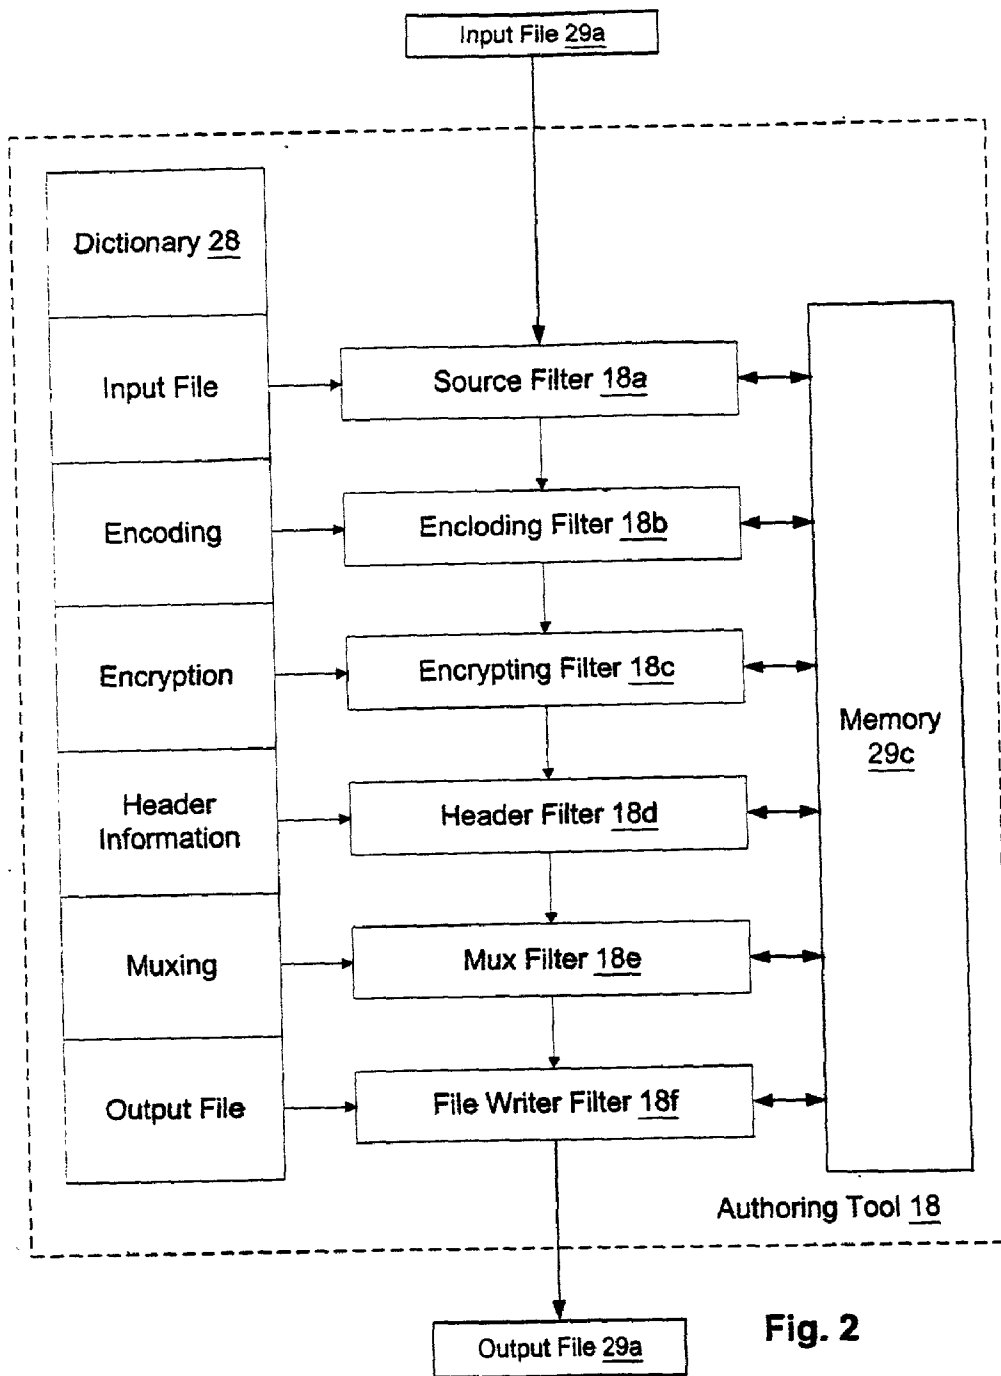 Input File 29a
Dictionary 28
Input File
Source Filter 18a
Encoding
Encloding Filter 18b
Encryption
Encrypting Filter 18c
Memory
29c
Header
Information
Header Filter 18d
Muxing
Mux Filter 18e
Output File
File Writer Filter 18f
Authoring Tool 18
Output File 29a
Fig. 2